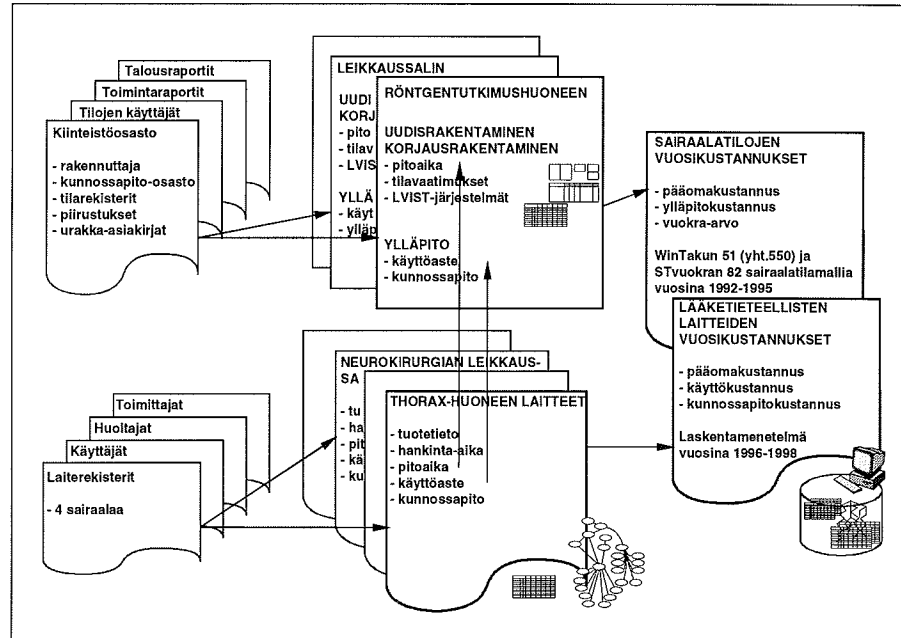 Talousraportit
Toimintaraportit
Tilojen käyttäjät
Kiinteistöosasto
- rakennuttaja
- kunnossapito-osasto
- tilarekisterit
- piirustukset
- urakka-asiakirjat
LEIKKAUSSALIN
UUDI
KORJ
- pito
- tilav
- LVIS
YLLÄ
- käyt
- ylläp
RÖNTGENTUTKIMUSHUONEEN
UUDISRAKENTAMINEN
KORJAUSRAKENTAMINEN
- pitoaika
- tilavaatimukset
- LVIST-järjestelmät
YLLÄPITO
- käyttöaste
- kunnossapito
SAIRAALATILOJEN
VUOSIKUSTANNUKSET
- pääomakustannus
- ylläpitokustannus
- vuokra-arvo
WinTakun 51 (yht.550) ja
STvuokran 82 sairaalatilamallia
vuosina 1992-1995
LÄÄKETIETEELLISTEN
LAITTEIDEN
VUOSIKUSTANNUKSET
- pääomakustannus
- käyttökustannus
- kunnossapitokustannus
Laskentamenetelmä
vuosina 1996-1998
Toimittajat
Huoltajat
Käyttäjät
Laiterekisterit
- 4 sairaalaa
NEUROKIRURGIAN LEIKKAUS-
SA
- tu
- ha
- pit
- kä
- ku
THORAX-HUONEEN LAITTEET
- tuotetieto
- hankinta-aika
- pitoaika
- käyttöaste
- kunnossapito